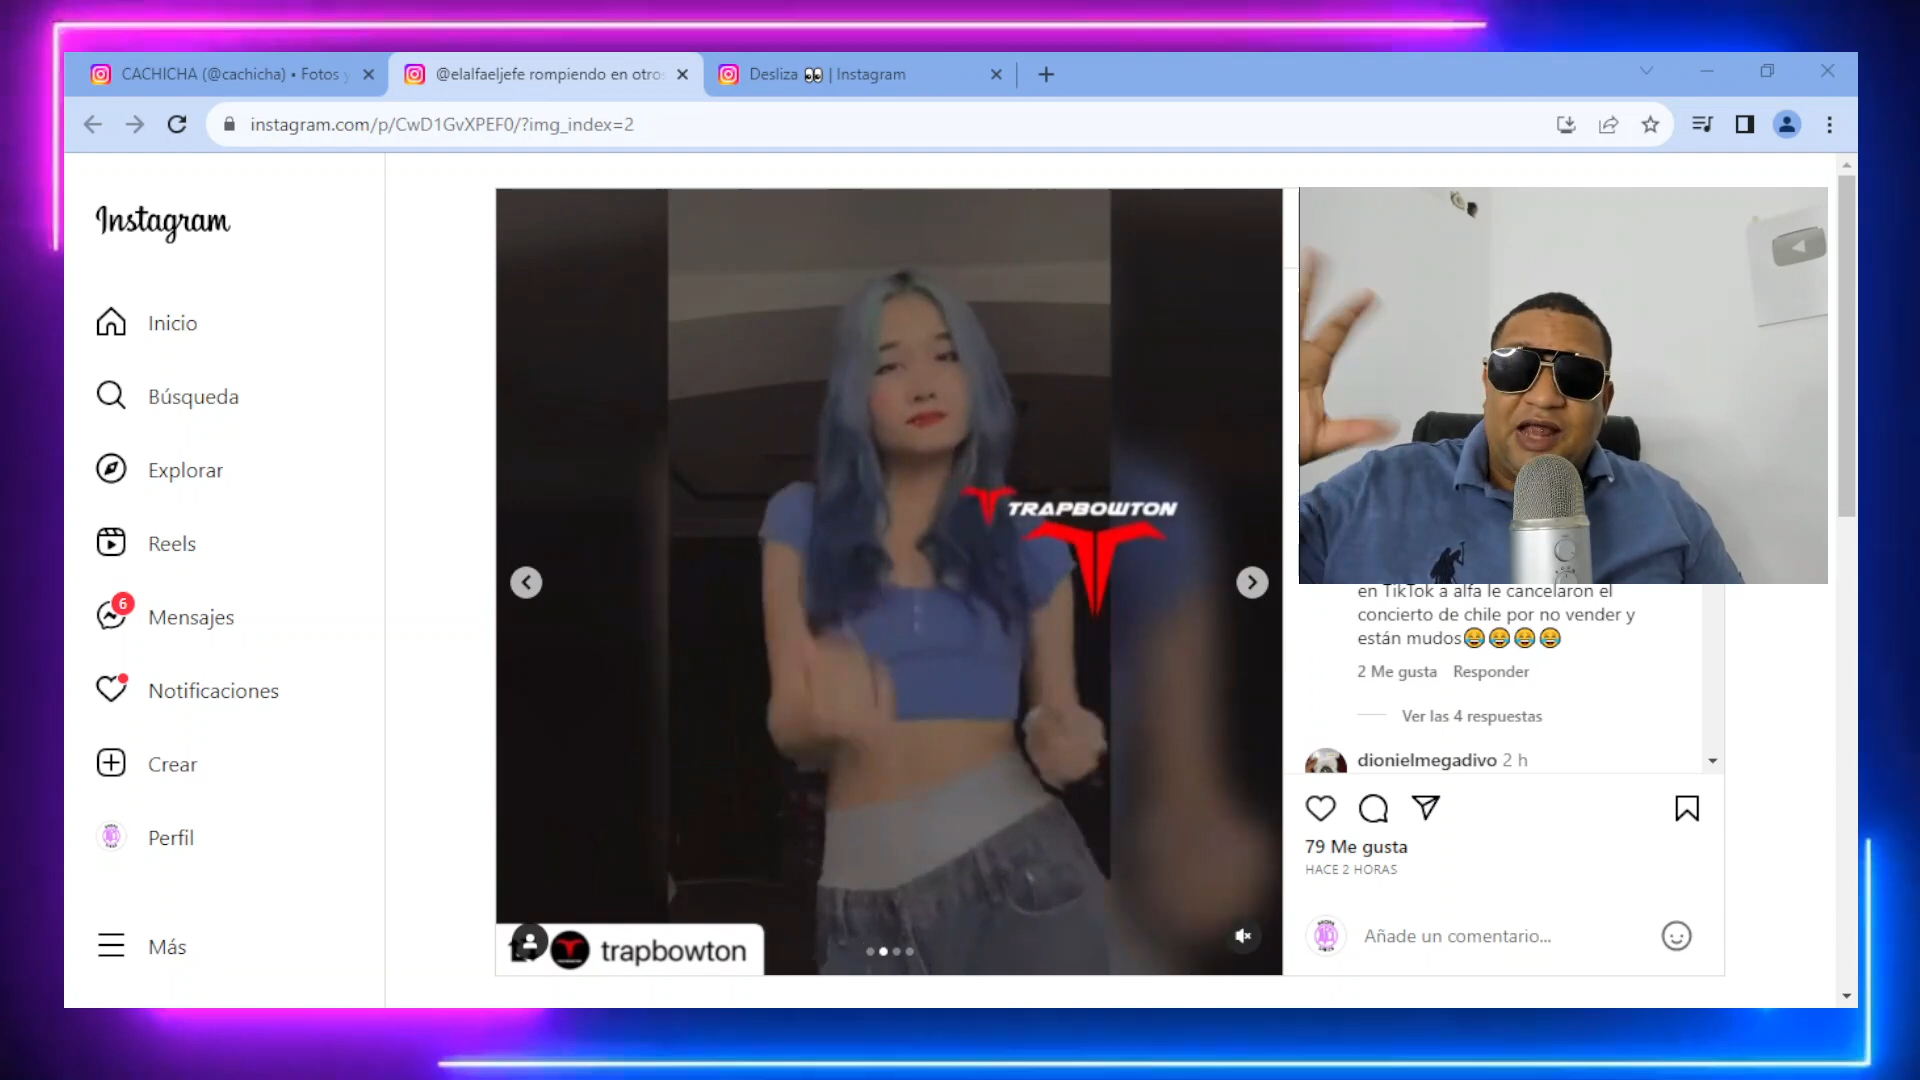 CACHICHA (@cachicha) • Fotos y
@elalfaeljefe rompiendo en otros
Desliza 👀 | Instagram
instagram.com/p/CwD1GvXPEF0/?img_index=2
Instagram
Inicio
Búsqueda
Explorar
Reels
6
Mensajes
Notificaciones
Crear
Perfil
Más
TRAPBOWTON
trapbowton
en TikTok a alfa le cancelaron el
concierto de chile por no vender y
están mudos😂😂😂😂
2 Me gusta Responder
Ver las 4 respuestas
dionielmegadivo 2 h
79 Me gusta
HACE 2 HORAS
Añade un comentario...